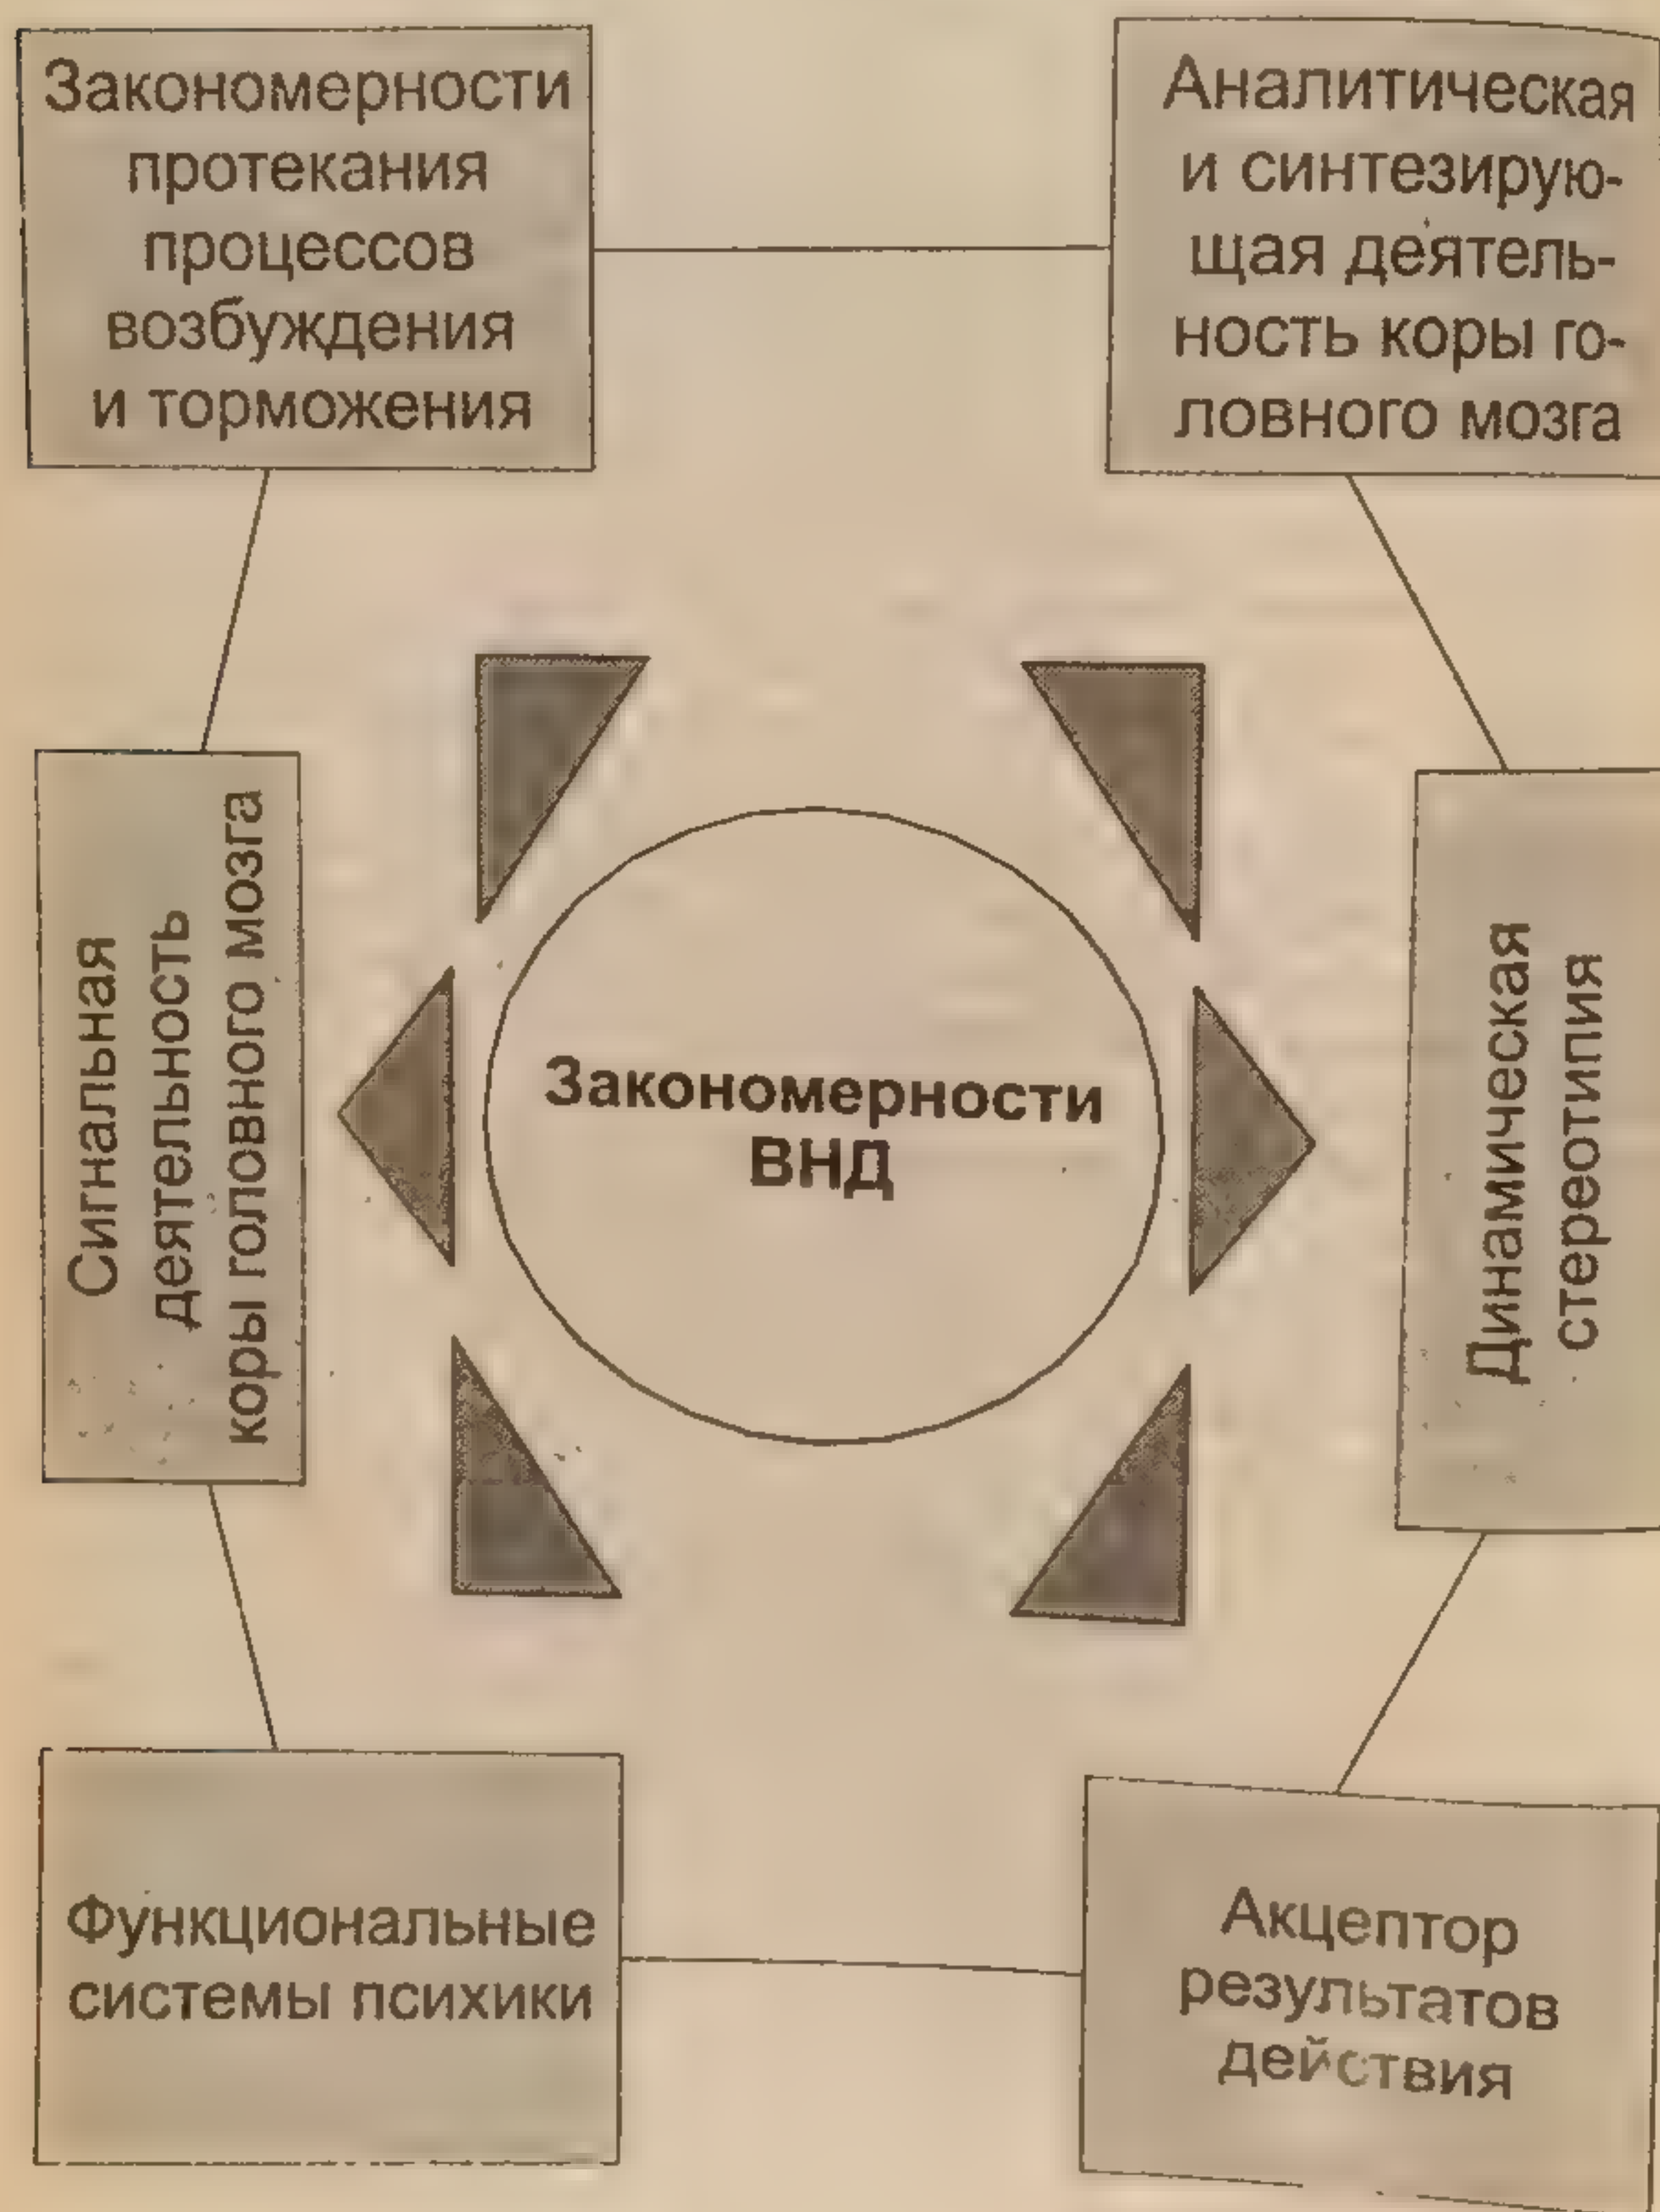 Закономерности
протекания
процессов
возбуждения
и торможения
Аналитическая
и синтезирую-
щая деятель-
ность коры го-
ловного мозга
Сигнальная
деятельность
коры головного мозга
Закономерности
ВНД
Динамическая
стереотипия
Функциональные
системы психики
Акцептор
результатов
действия